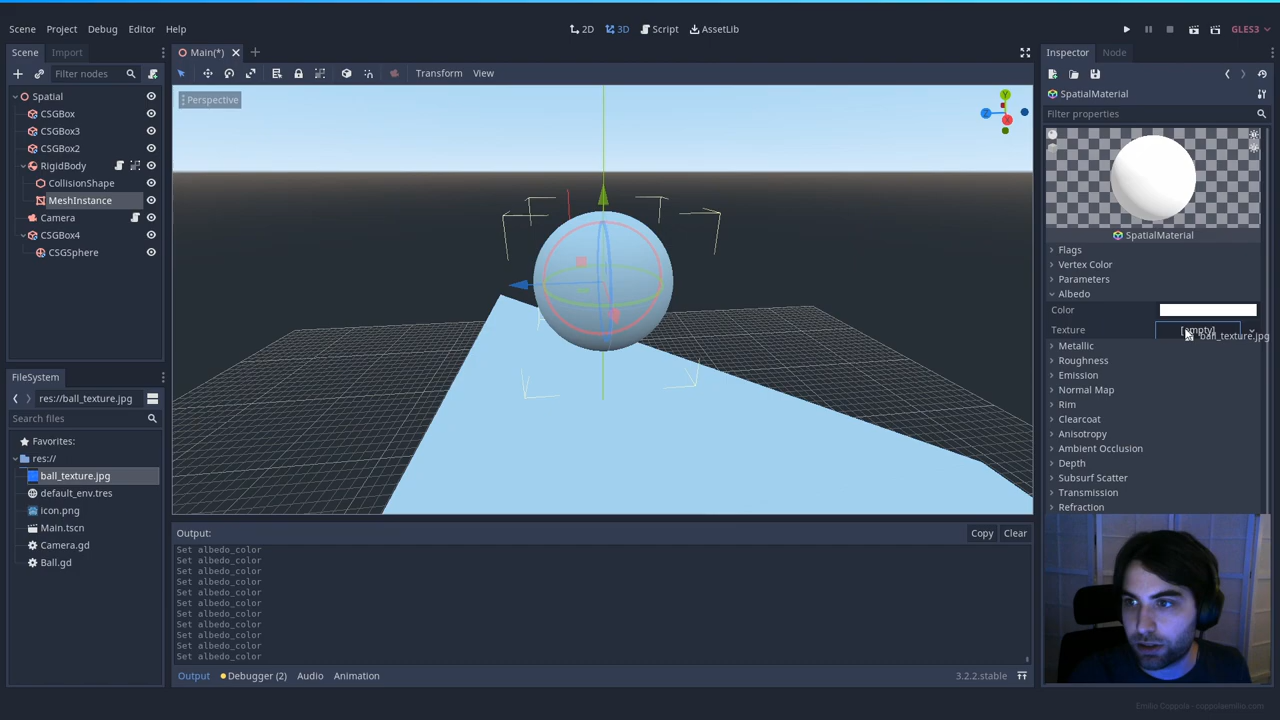 Scene Project Debug Editor Help
2D 3D Script AssetLib
GLES3
Scene Import
Main(*)
Inspector Node
Filter nodes
Transform View
SpatialMaterial
Filter properties
Perspective
Y
Z
X
Spatial
CSGBox
CSGBox3
CSGBox2
RigidBody
CollisionShape
MeshInstance
Camera
CSGBox4
CSGSphere
SpatialMaterial
Flags
Vertex Color
Parameters
Albedo
Color
Texture [empty]
ball_texture.jpg
Metallic
Roughness
Emission
Normal Map
Rim
Clearcoat
Anisotropy
Ambient Occlusion
Depth
Subsurf Scatter
Transmission
Refraction
FileSystem
res://ball_texture.jpg
Search files
Favorites:
res://
ball_texture.jpg
default_env.tres
icon.png
Main.tscn
Camera.gd
Ball.gd
Output:
Copy Clear
Set albedo_color
Set albedo_color
Set albedo_color
Set albedo_color
Set albedo_color
Set albedo_color
Set albedo_color
Set albedo_color
Set albedo_color
Set albedo_color
Set albedo_color
Output Debugger (2) Audio Animation
3.2.2.stable
Emilio Coppola - coppolaemilio.com